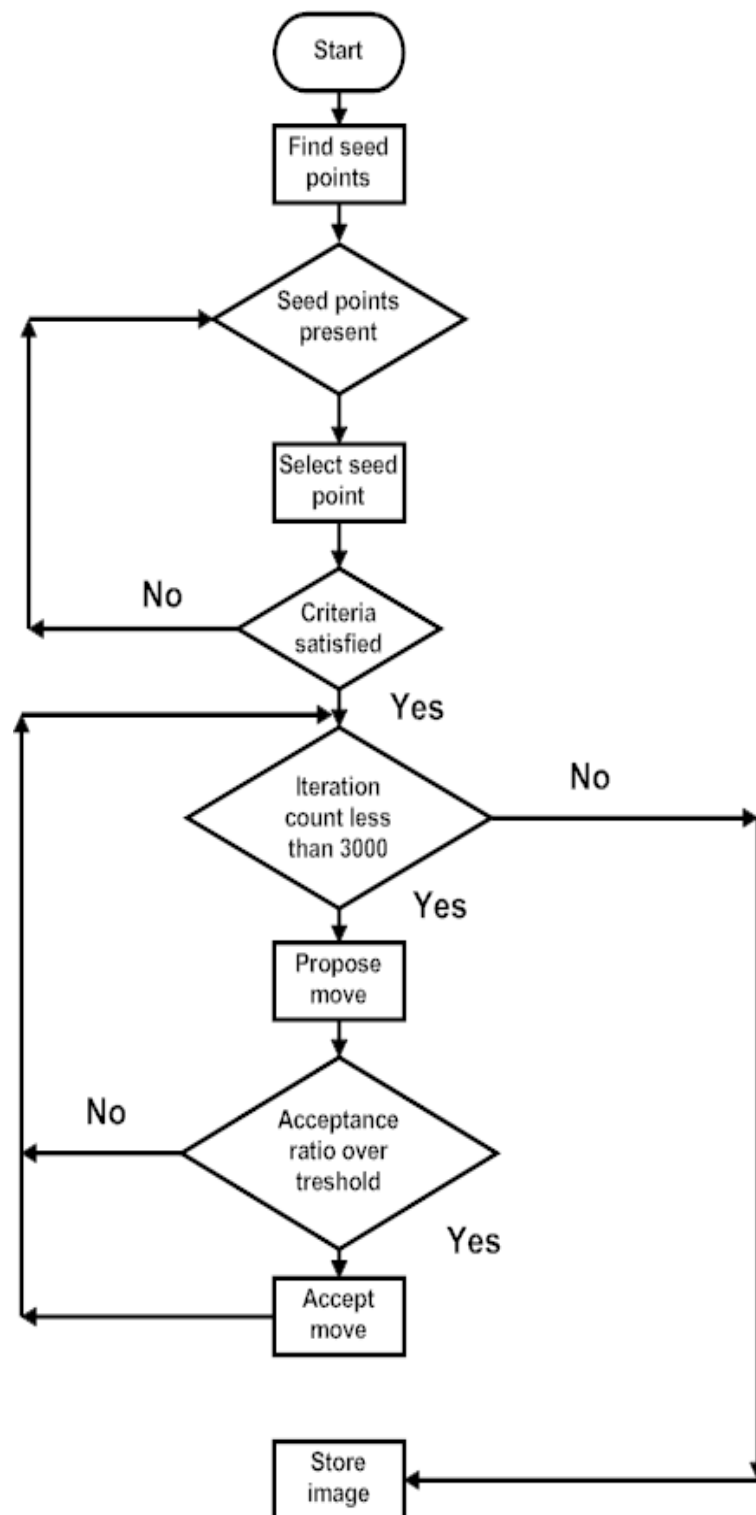 Start
Find seed
points
Seed points
present
Select seed
point
No
Criteria
satisfied
Yes
Iteration
count less
than 3000
No
Yes
Propose
move
No
Acceptance
ratio over
treshold
Yes
Accept
move
Store
image